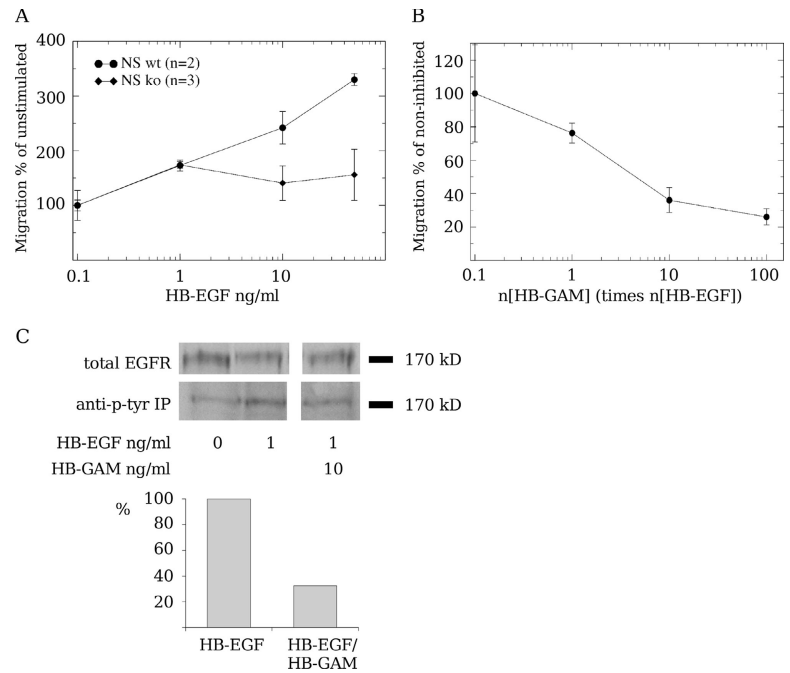 A
Migration % of unstimulated
400
300
200
100
NS wt (n=2)
NS ko (n=3)
0.1 1 10
HB-EGF ng/ml
B
Migration % of non-inhibited
120
100
80
60
40
20
0.1 1 10 100
n[HB-GAM] (times n[HB-EGF])
C
total EGFR 170 kD
anti-p-tyr IP 170 kD
HB-EGF ng/ml 0 1 1
HB-GAM ng/ml 10
%
100
80
60
40
20
HB-EGF
HB-EGF/
HB-GAM